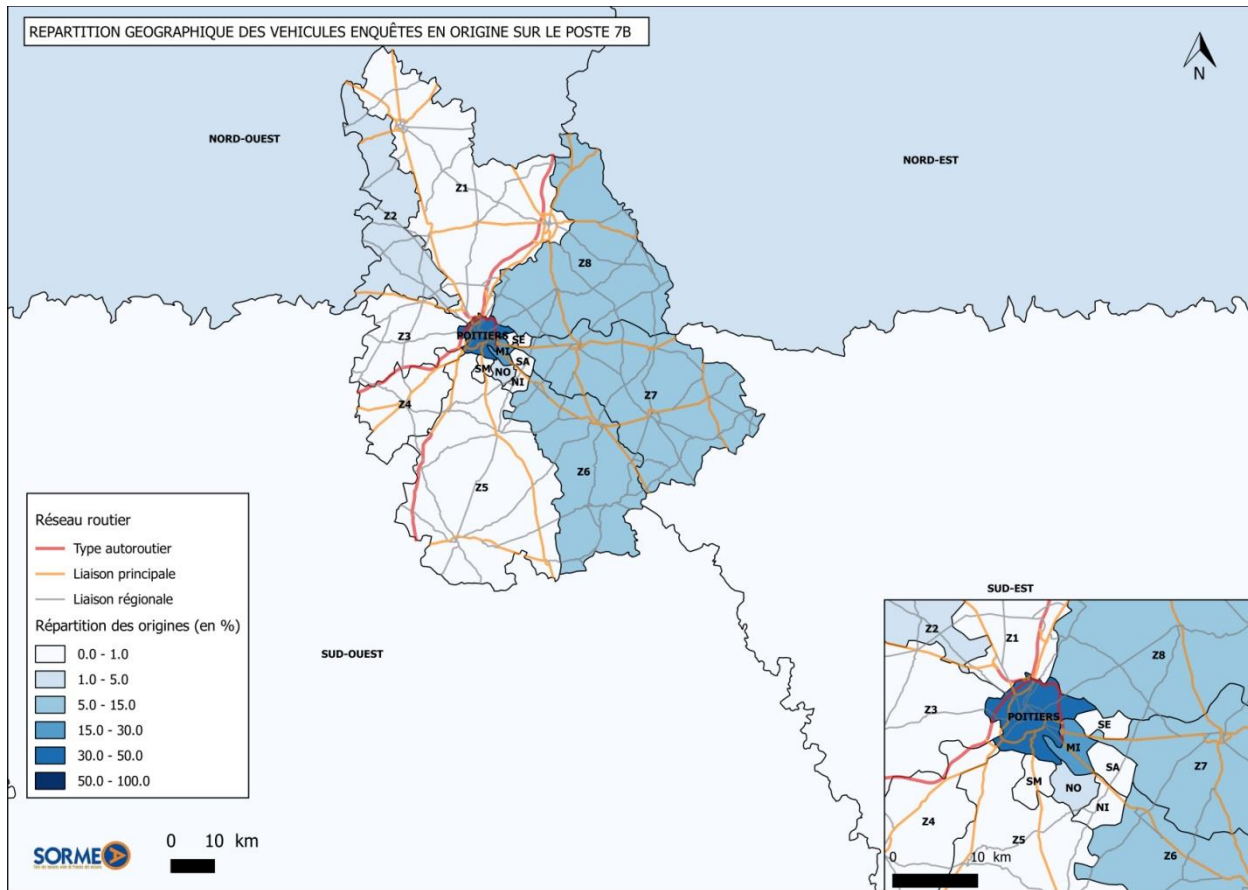 REPARTITION GEOGRAPHIQUE DES VEHICULES ENQUÊTES EN ORIGINE SUR LE POSTE 7B
N
NORD-OUEST
NORD-EST
Z1
Z2
Z8
Z3
POITIERS
SE
MI
SA
SM
NO
NI
Z4
Z7
Z6
Z5
SUD-OUEST
SUD-EST
Réseau routier
Type autoroutier
Liaison principale
Liaison régionale
Répartition des origines (en %)
0.0 - 1.0
1.0 - 5.0
5.0 - 15.0
15.0 - 30.0
30.0 - 50.0
50.0 - 100.0
SORMEA
0 10 km
Z2
Z1
Z8
Z3
POITIERS
SE
MI
SA
Z7
SM
NO
NI
Z4
Z5
Z6
0 10 km